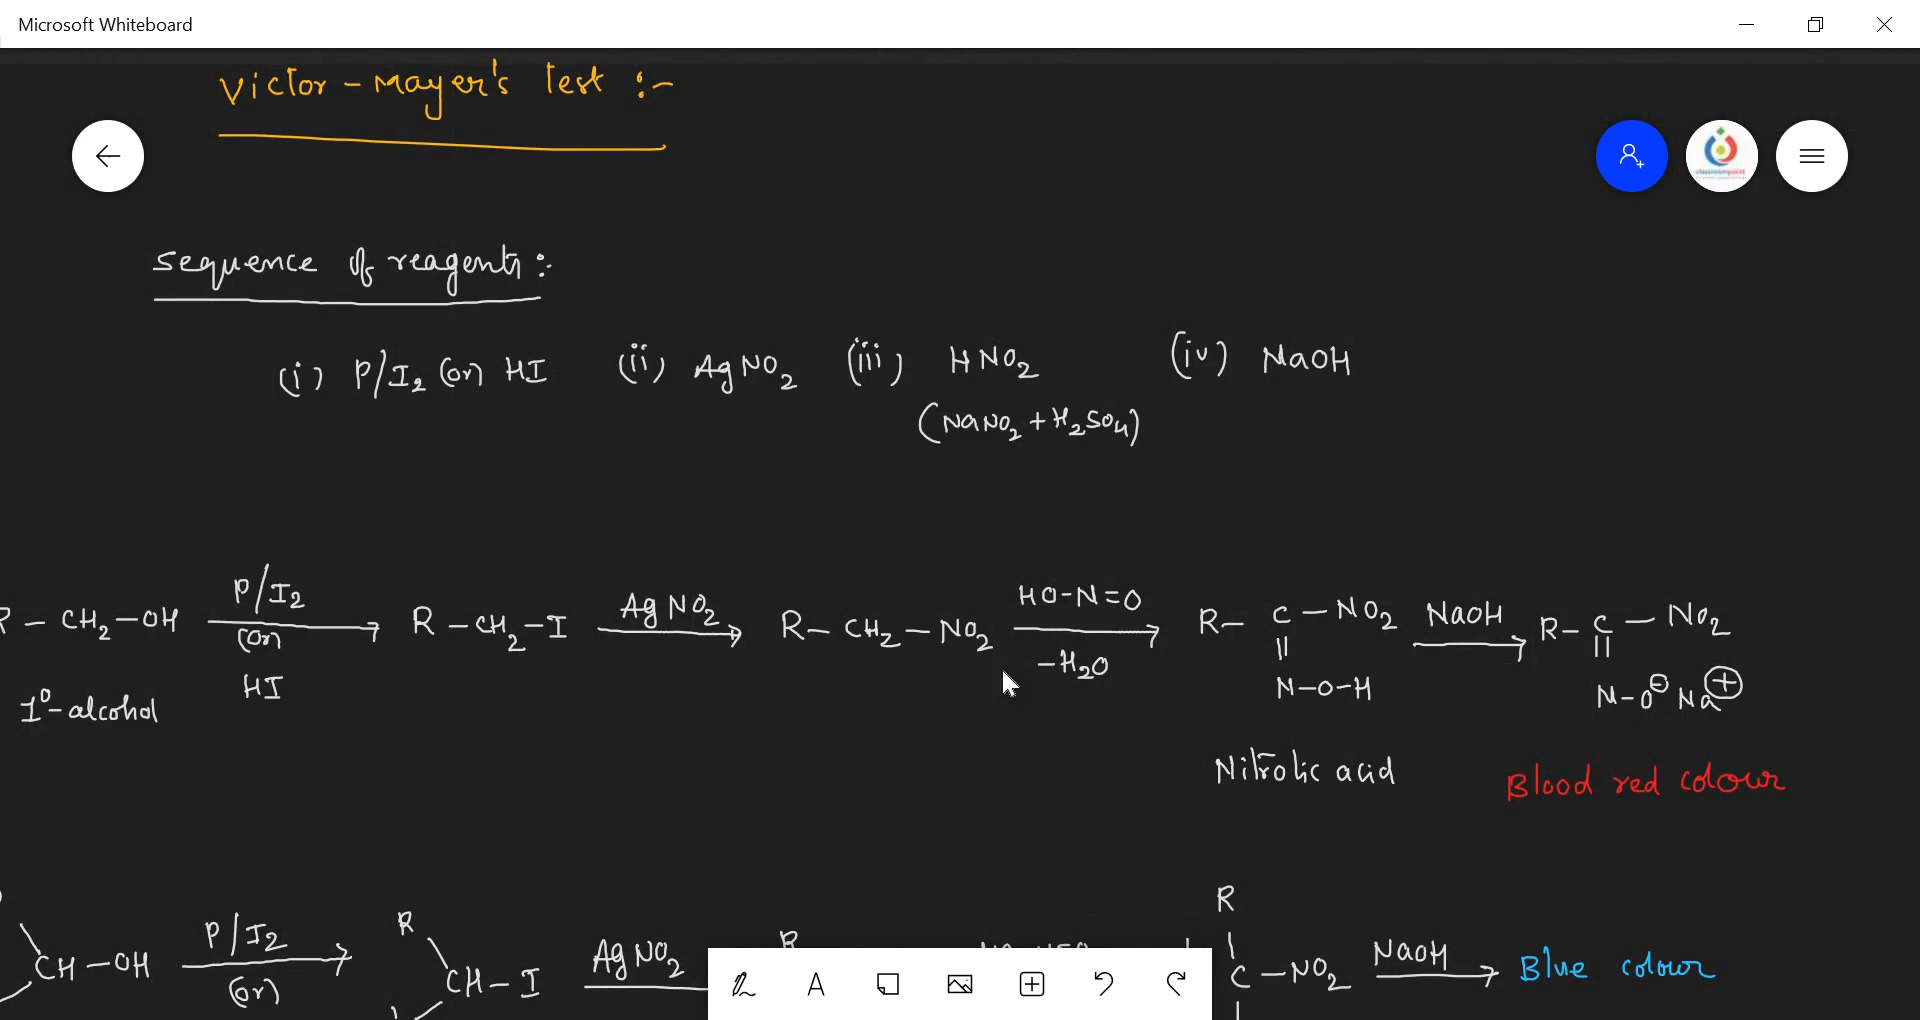 Microsoft Whiteboard
Victor - Mayer's Test :-
classroompoint
Sequence of reagents :-
(i) P/I2 (or) HI (ii) AgNO2 (iii) HNO2 (iv) NaOH
(NaNO2 + H2SO4)
R - CH2 - OH P/I2 (or) HI R - CH2 - I AgNO2 R - CH2 - NO2 HO-N=O -H2O R - C - NO2 NaOH R - C - NO2
N-O-H N-O⊖ Na⊕
1°-alcohol
Nitrolic acid Blood red colour
R
CH - OH P/I2 (or) R CH - I AgNO2 R C - NO2 NaOH Blue colour
A